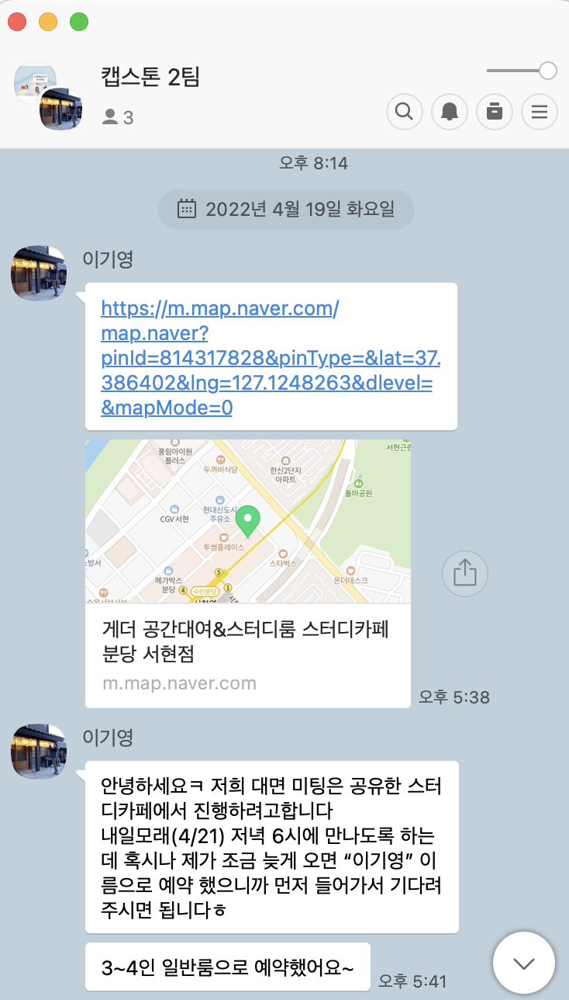 캡스톤 2팀
3
오후 8:14
2022년 4월 19일 화요일
이기영
https://m.map.naver.com/
map.naver?
pinId=814317828&pinType=&lat=37.
386402&lng=127.1248263&dlevel=
&mapMode=0
풍림아이원
플러스
서현근린
두꺼비식당
한신2단지
아파트
돌마공원
CGV 서현
현대신도시
주유소
투썸플레이스
스타벅스
방서
메가박스
분당
5
4
수인분당
1
온더데스크
게더 공간대여&스터디룸 스터디카페
분당 서현점
m.map.naver.com
오후 5:38
이기영
안녕하세요ㅋ 저희 대면 미팅은 공유한 스터
디카페에서 진행하려고합니다
내일모래(4/21) 저녁 6시에 만나도록 하는
데 혹시나 제가 조금 늦게 오면 “이기영” 이
름으로 예약 했으니까 먼저 들어가서 기다려
주시면 됩니다ㅎ
3~4인 일반룸으로 예약했어요~
오후 5:41